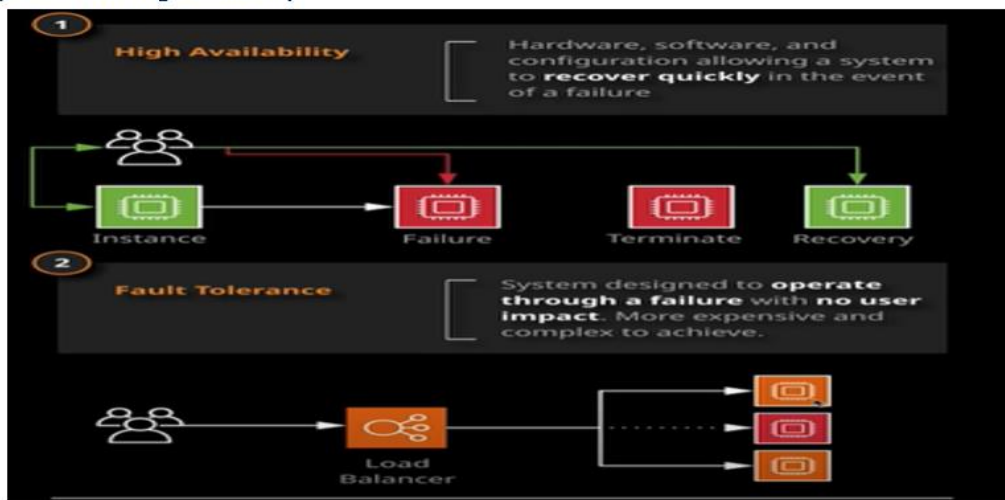 1
High Availability
Hardware, software, and
configuration allowing a system
to recover quickly in the event
of a failure
Instance
Failure
Terminate
Recovery
2
Fault Tolerance
System designed to operate
through a failure with no user
impact. More expensive and
complex to achieve.
Load
Balancer